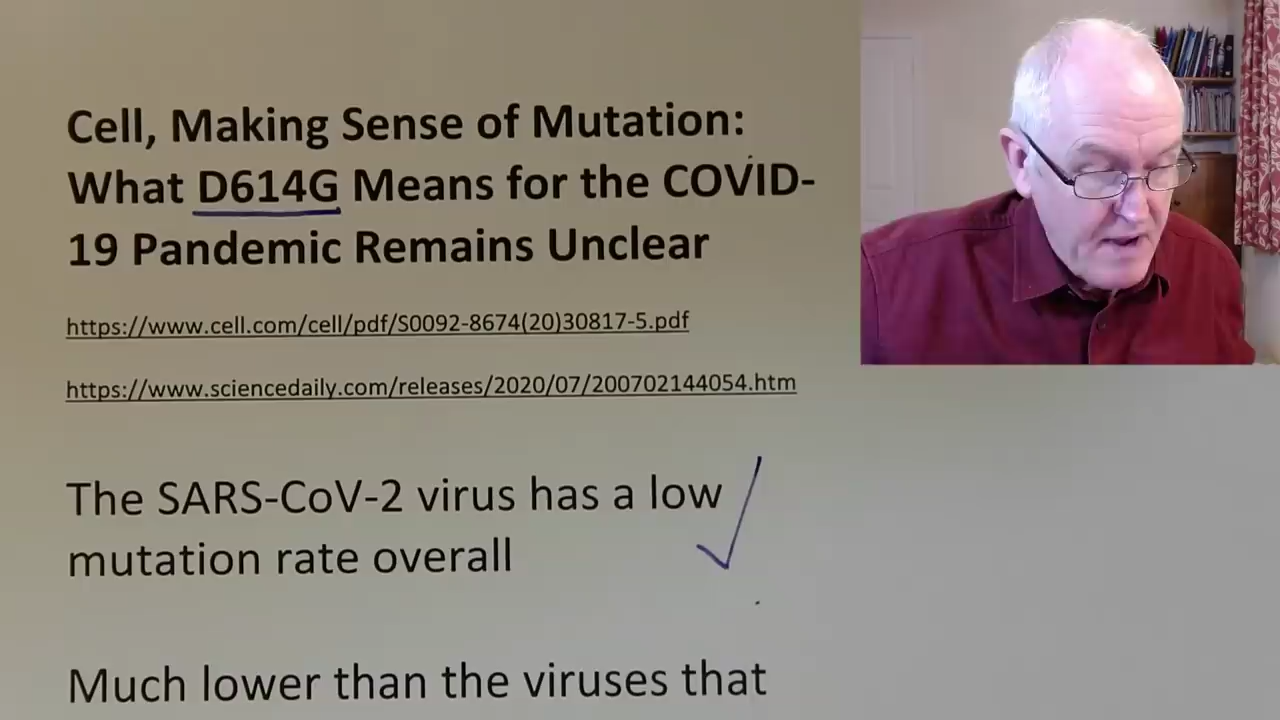 Cell, Making Sense of Mutation:
What D614G Means for the COVID-
19 Pandemic Remains Unclear
https://www.cell.com/cell/pdf/S0092-8674(20)30817-5.pdf
https://www.sciencedaily.com/releases/2020/07/200702144054.htm
The SARS-CoV-2 virus has a low
mutation rate overall
Much lower than the viruses that